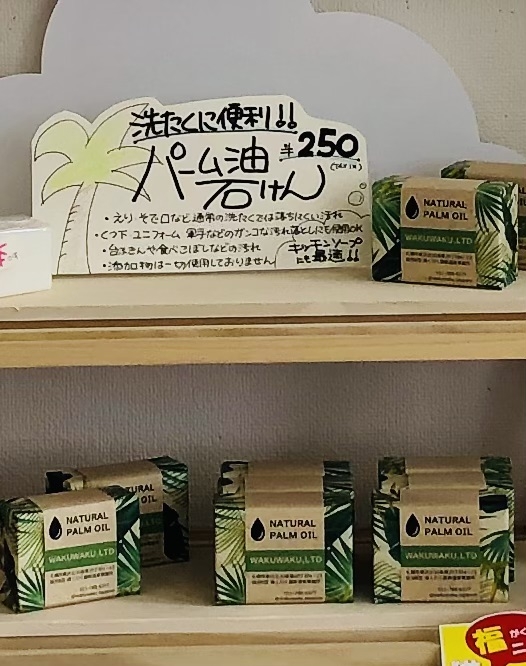 洗たくに便利!!
パーム油石けん
¥250
(tax in)
・えり そで口など通常の洗たくでは落ちにくい汚れ
・くつ下 ユニフォーム 軍手などのガンコな汚れ落としにも使用OK
・台ふきんや食べこぼしなどの汚れ
・添加物は一切使用しておりません
キッチンソープ
にも最適!!
NATURAL
PALM OIL
WAKUWAKU,LTD
NATURAL
PALM OIL
WAKUWAKU,LTD
NATURAL
PALM OIL
WAKUWAKU,LTD
NATURAL
PALM OIL
WAKUWAKU,LTD
OIL
福